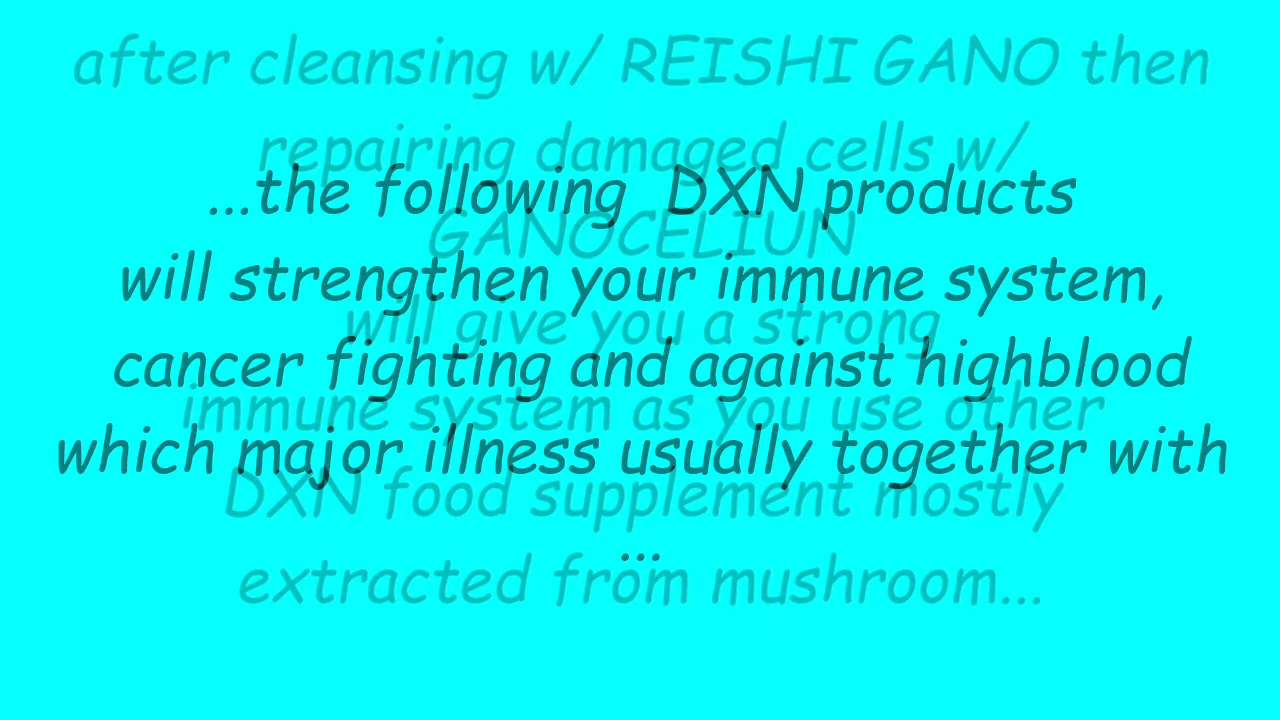 after cleansing w/ REISHI GANO then
repairing damaged cells w/
GANOCELIUN
will give you a strong
immune system as you use other
DXN food supplement mostly
extracted from mushroom...
...the following DXN products
will strengthen your immune system,
cancer fighting and against highblood
which major illness usually together with
...